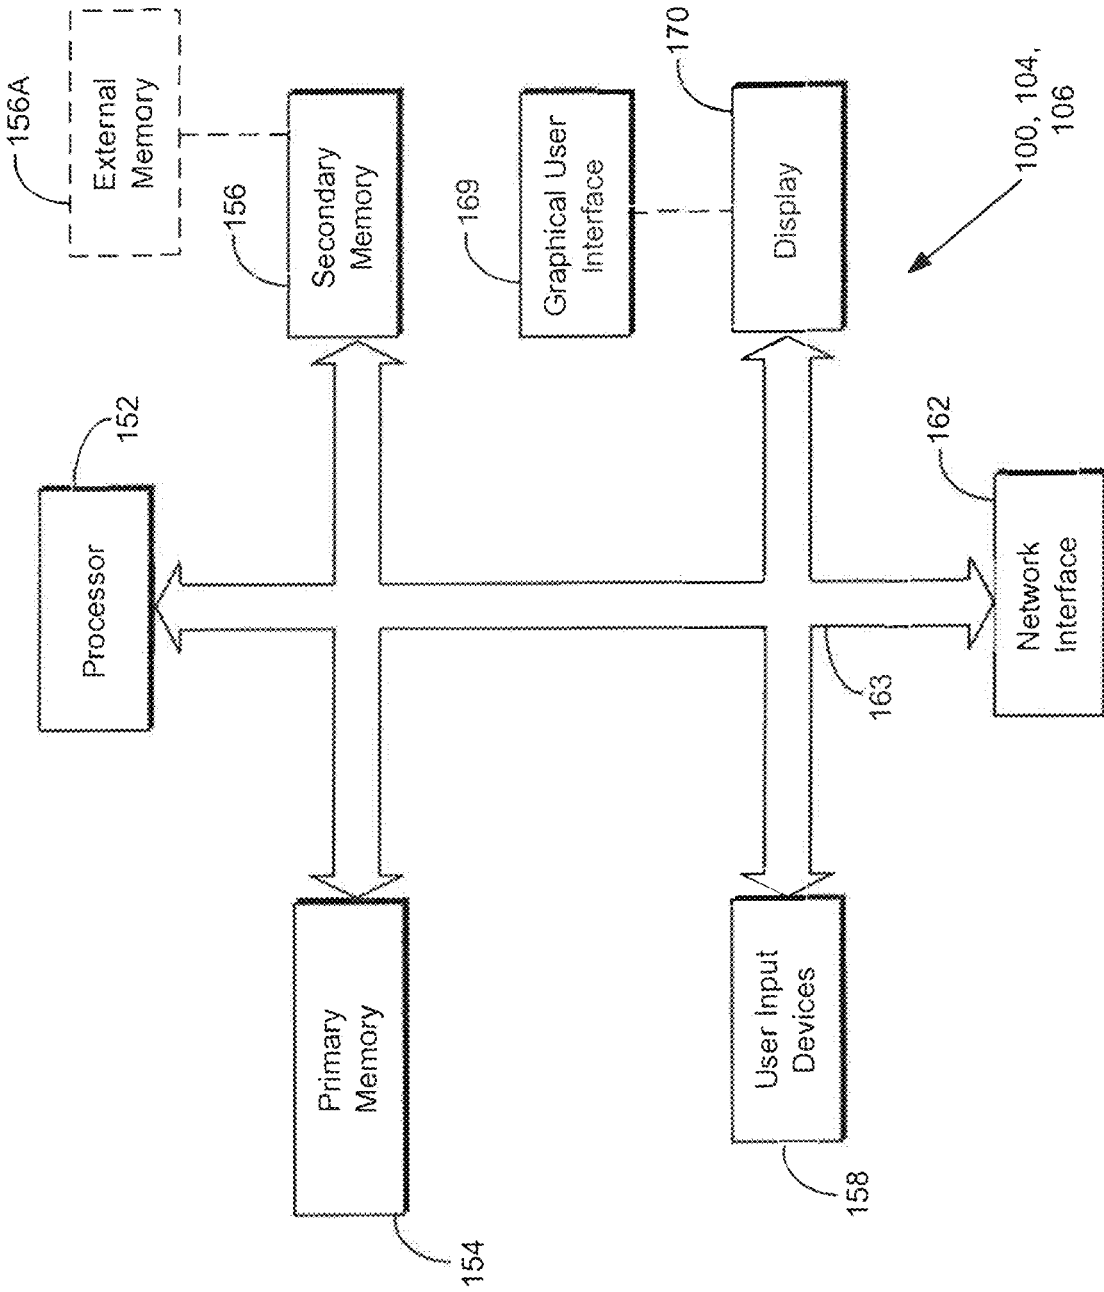 156A
External
Memory
156
Secondary
Memory
169
Graphical User
Interface
170
Display
100, 104,
106
152
Processor
162
Network
Interface
163
Primary
Memory
154
User Input
Devices
158